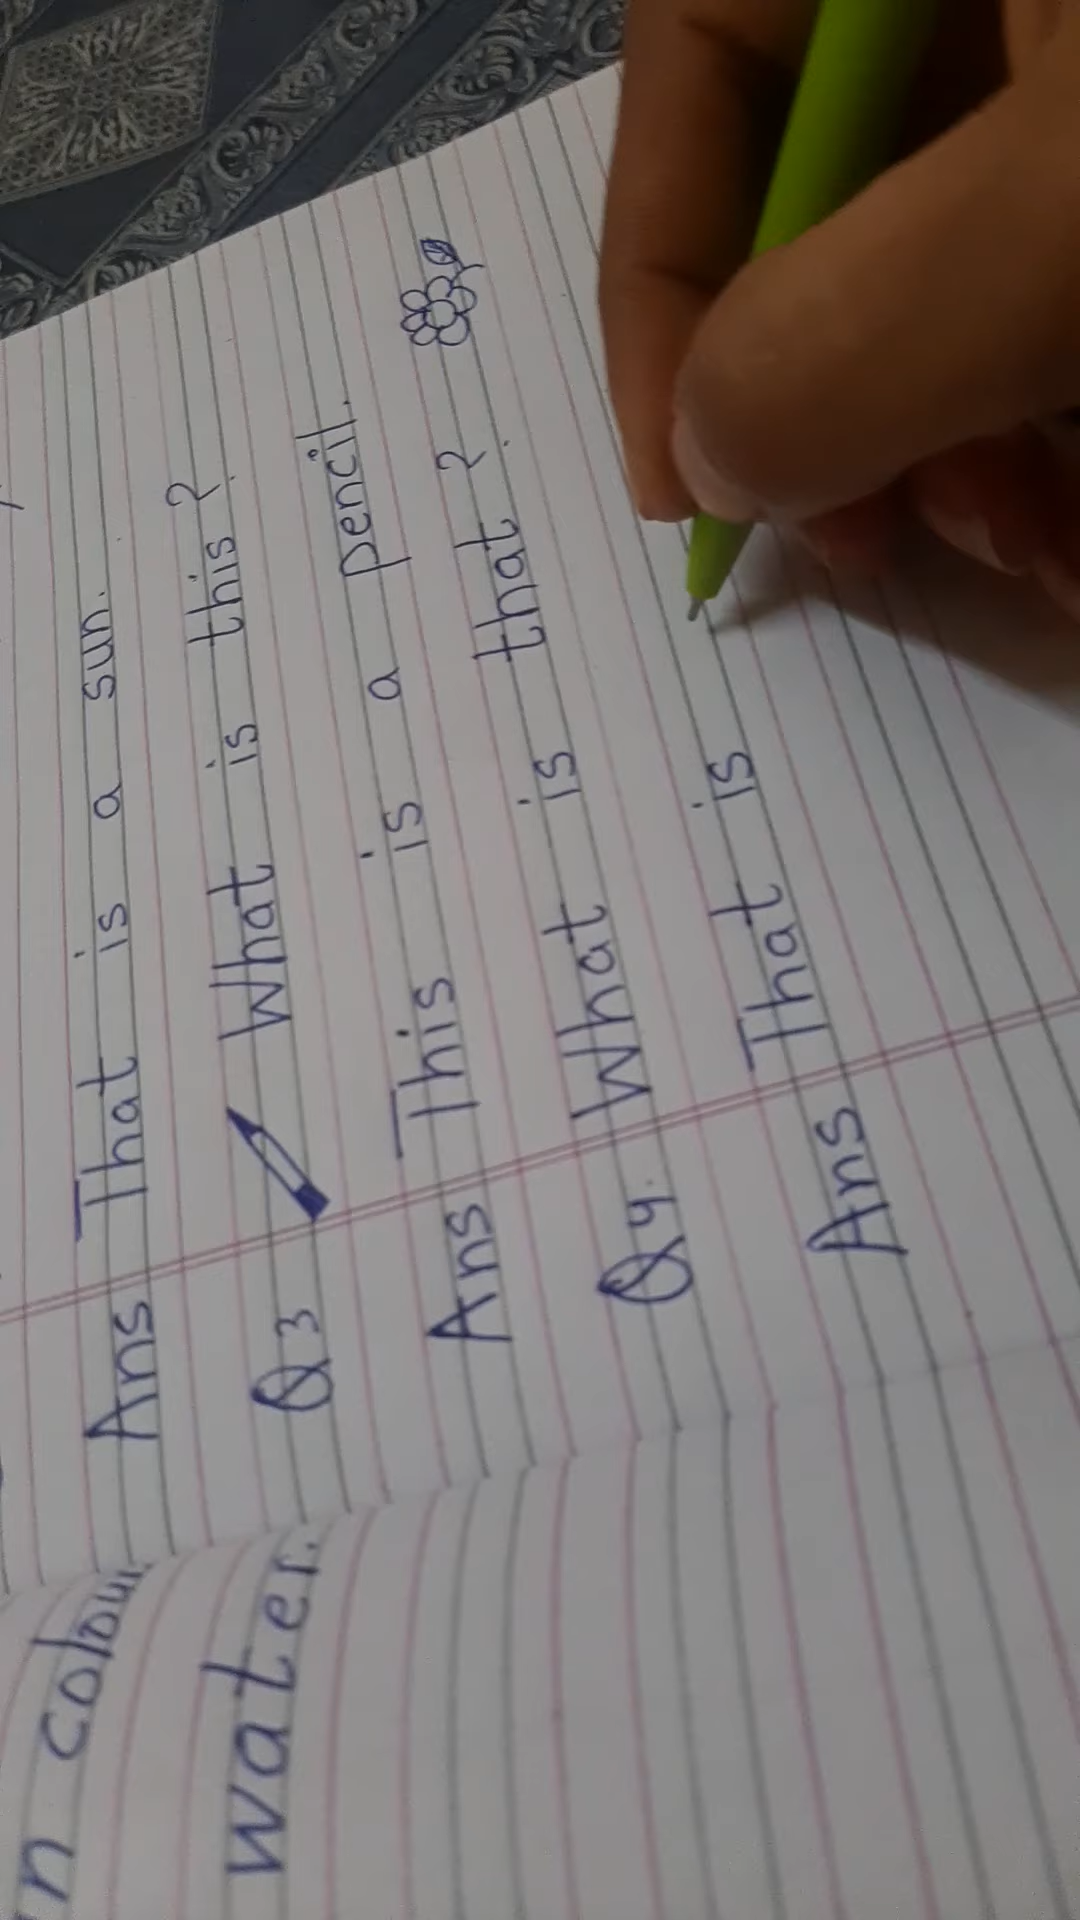 Ans That is a sun.
Q3 What is this ?
Ans This is a pencil.
Q4. What is that ?
Ans That is
n colour
water.